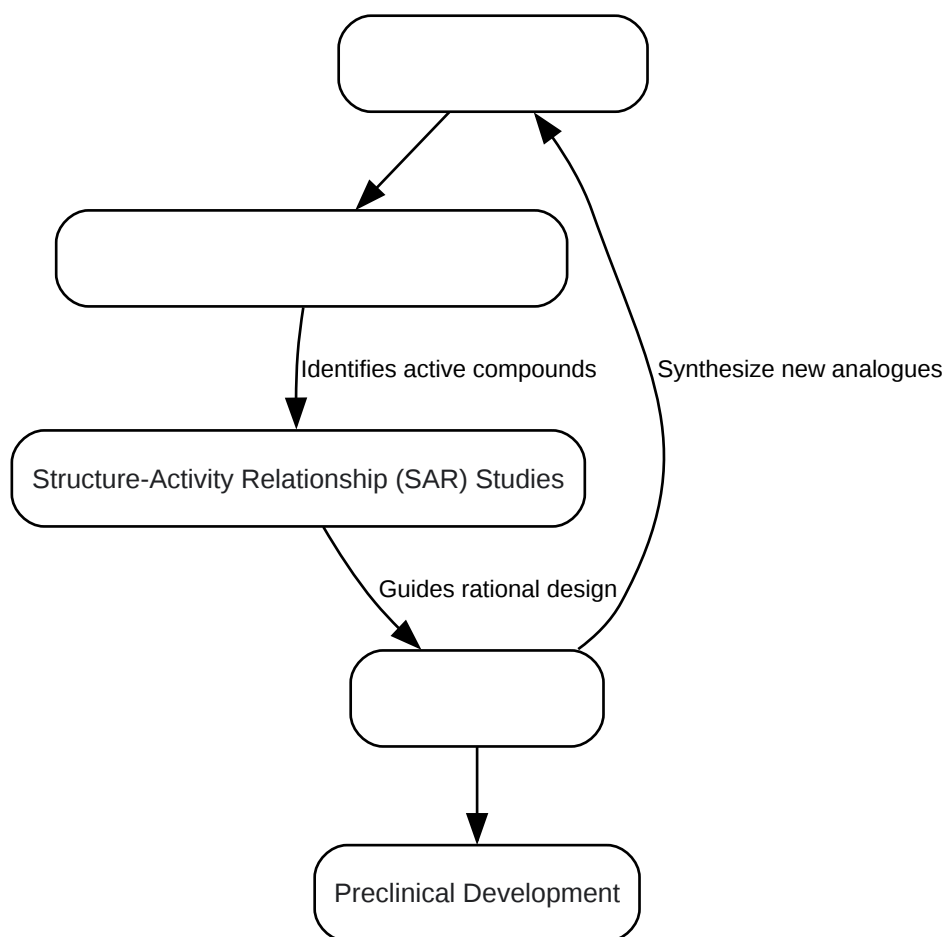 Identifies active compounds
Synthesize new analogues
Structure-Activity Relationship (SAR) Studies
Guides rational design
Preclinical Development